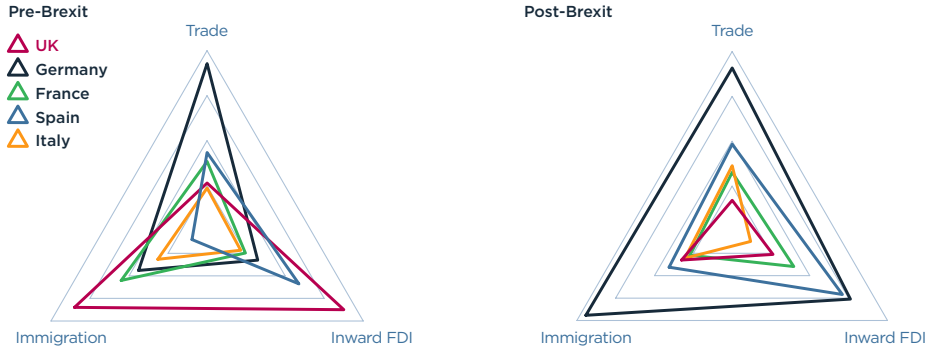 Pre-Brexit
Trade
UK
Germany
France
Spain
Italy
Immigration
Inward FDI
Post-Brexit
Trade
Immigration
Inward FDI